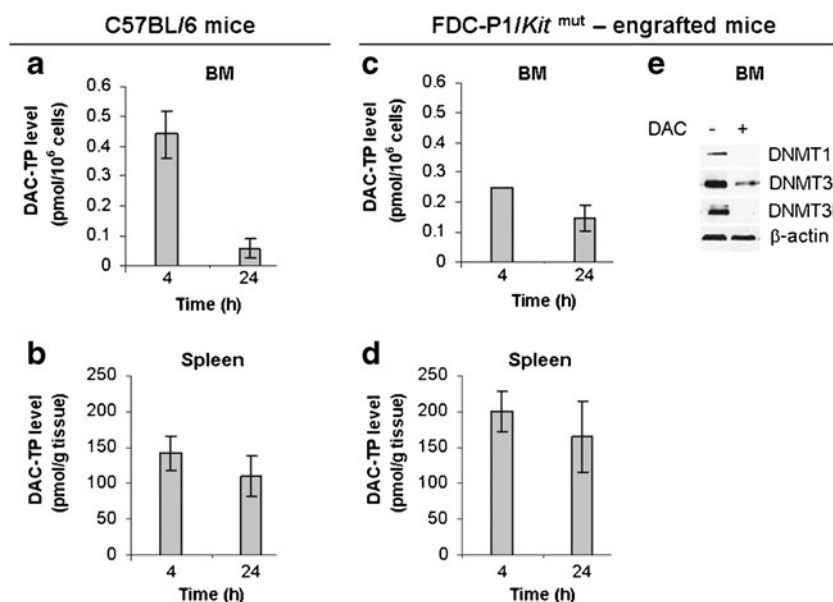 C57BL/6 mice
FDC-P1/Kit mut – engrafted mice
a
BM
DAC-TP level
(pmol/10⁶ cells)
0.6
0.5
0.4
0.3
0.2
0.1
0
4
24
Time (h)
b
Spleen
DAC-TP level
(pmol/g tissue)
250
200
150
100
50
0
4
24
Time (h)
c
BM
DAC-TP level
(pmol/10⁶ cells)
0.6
0.5
0.4
0.3
0.2
0.1
0
4
24
Time (h)
d
Spleen
DAC-TP level
(pmol/g tissue)
250
200
150
100
50
0
4
24
Time (h)
e
BM
DAC - +
DNMT1
DNMT3
DNMT3
β-actin